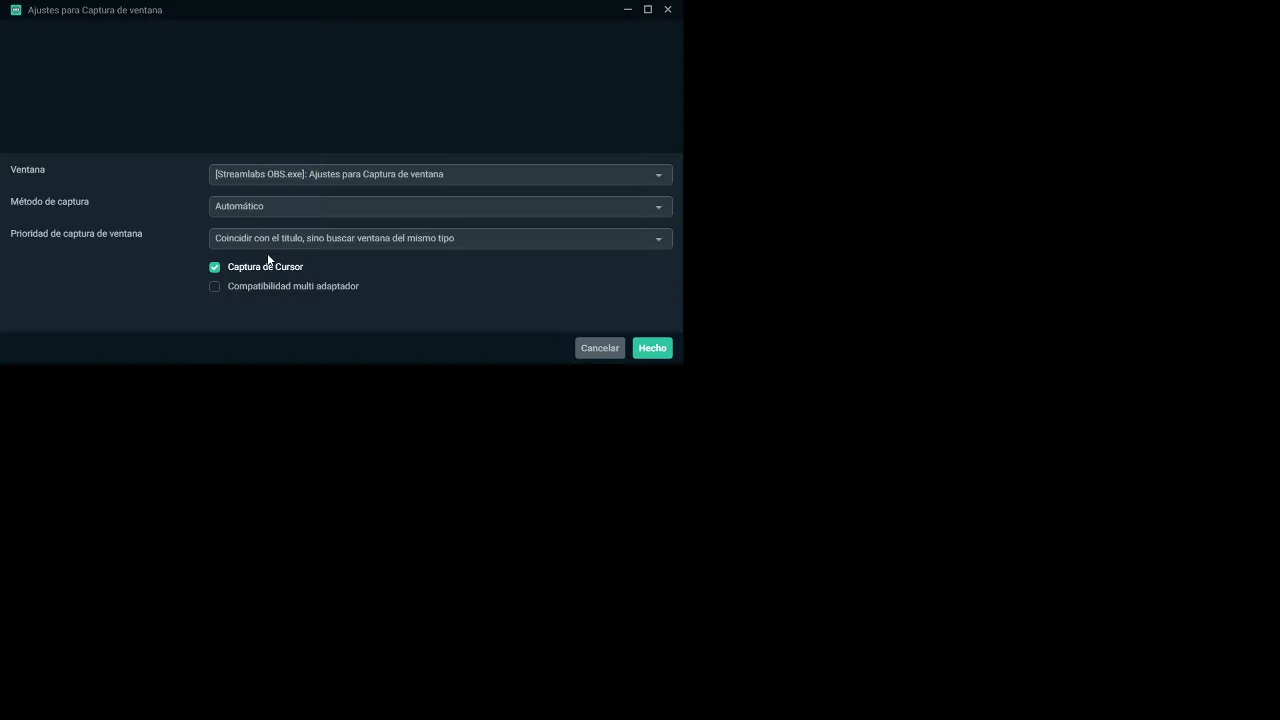 Ajustes para Captura de ventana
Ventana
[Streamlabs OBS.exe]: Ajustes para Captura de ventana
Método de captura
Automático
Prioridad de captura de ventana
Coincidir con el titulo, sino buscar ventana del mismo tipo
Captura de Cursor
Compatibilidad multi adaptador
Cancelar
Hecho